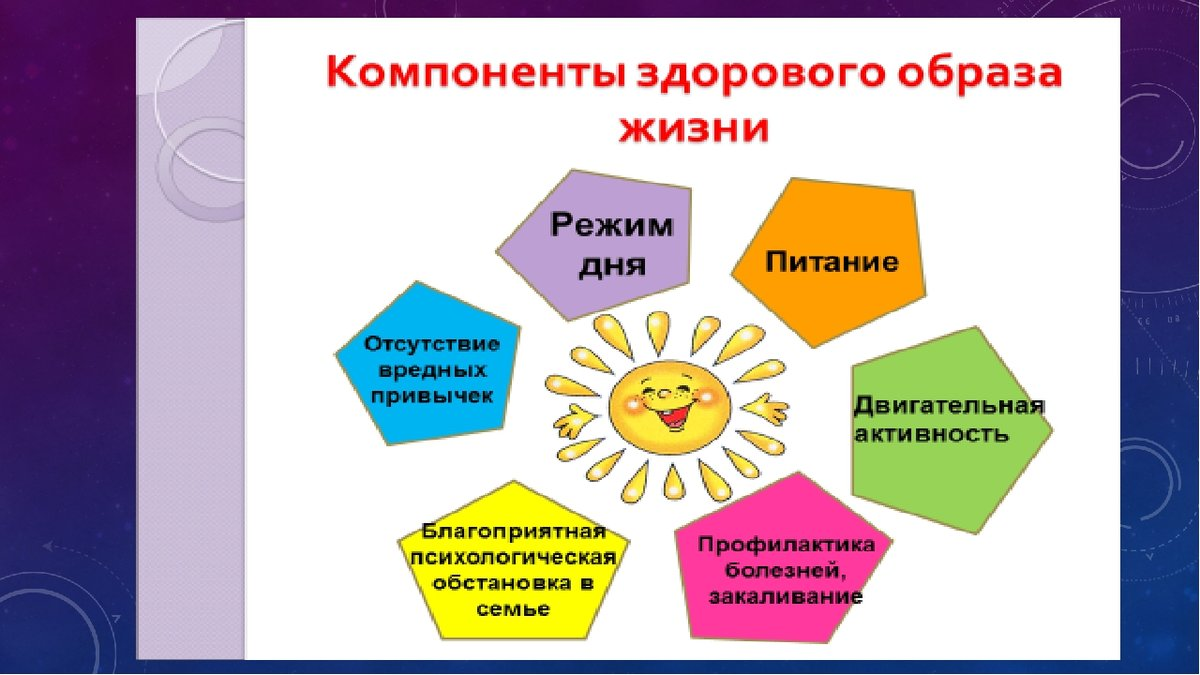 Компоненты здорового образа
жизни
Режим
дня
Питание
Отсутствие
вредных
привычек
Двигательная
активность
Благоприятная
психологическая
обстановка в
семье
Профилактика
болезней,
закаливание